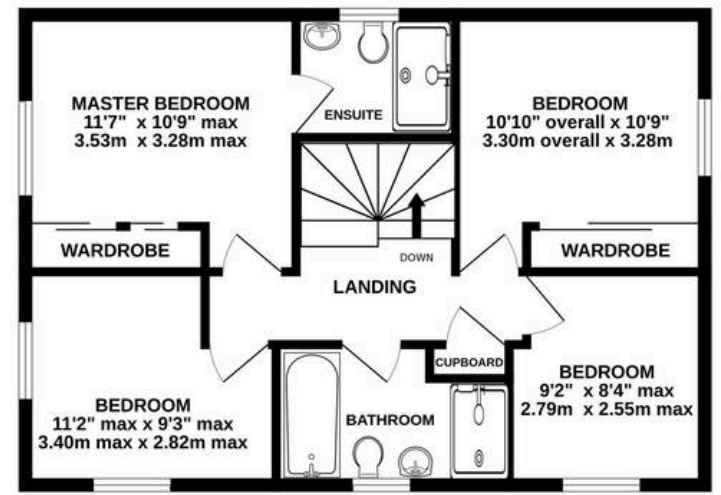 MASTER BEDROOM
11'7" x 10'9" max
3.53m x 3.28m max
ENSUITE
BEDROOM
10'10" overall x 10'9"
3.30m overall x 3.28m
WARDROBE
WARDROBE
DOWN
LANDING
CUPBOARD
BEDROOM
11'2" max x 9'3" max
3.40m max x 2.82m max
BATHROOM
BEDROOM
9'2" x 8'4" max
2.79m x 2.55m max